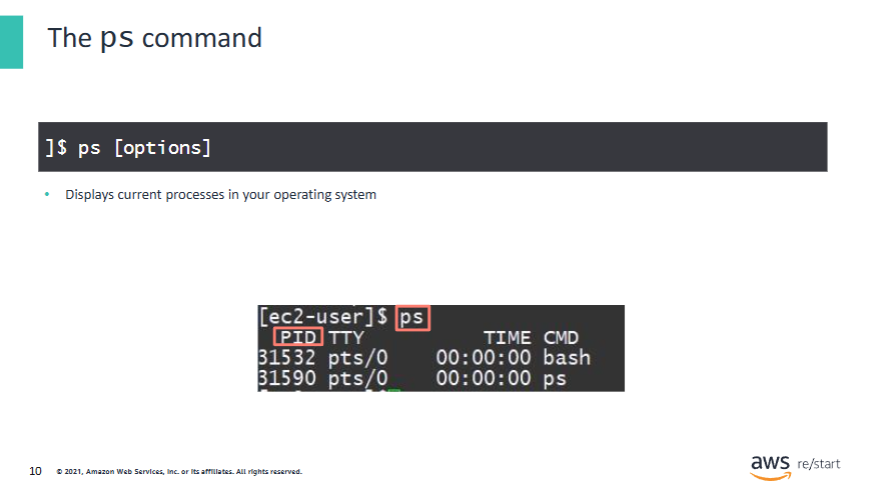 The ps command
]$ ps [options]
• Displays current processes in your operating system
[ec2-user]$ ps
PID TTY TIME CMD
31532 pts/0 00:00:00 bash
31590 pts/0 00:00:00 ps
10 © 2021, Amazon Web Services, Inc. or its affiliates. All rights reserved.
aws re/start